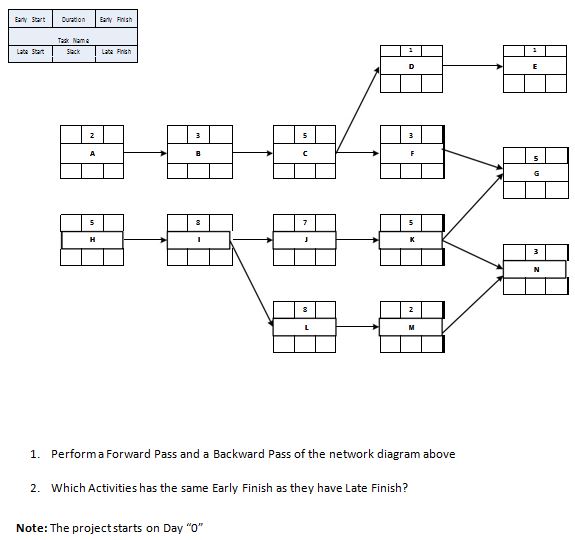 Early Start Duration Early Finish
Task Name
Late Start Slack Late Finish
1
D
1
E
2
A
3
B
5
C
3
F
5
G
5
H
8
I
7
J
5
K
3
N
8
L
2
M
1. Perform a Forward Pass and a Backward Pass of the network diagram above
2. Which Activities has the same Early Finish as they have Late Finish?
Note: The project starts on Day "0"